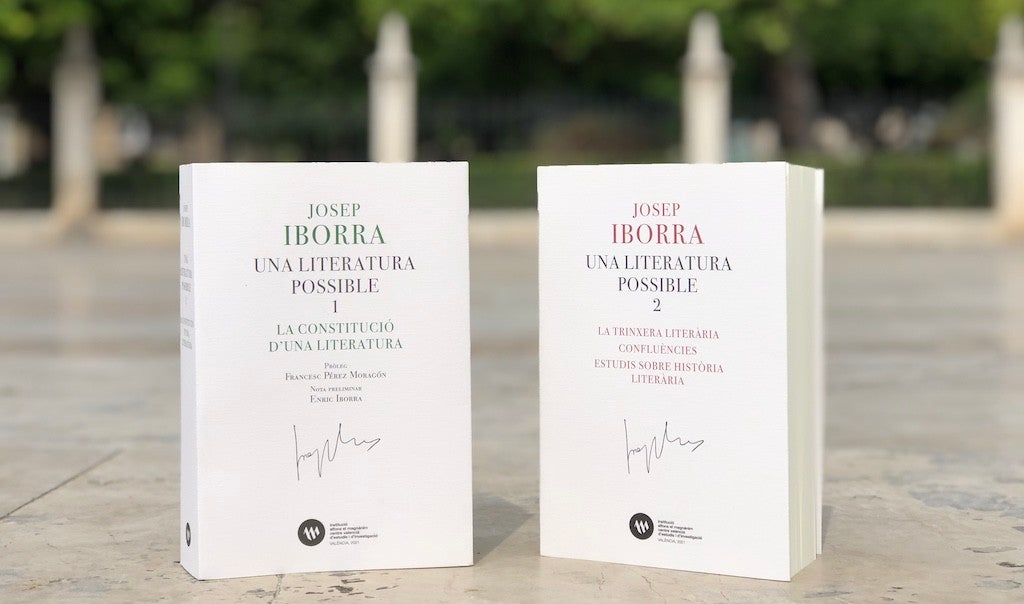 JOSEP
IBORRA
UNA LITERATURA
POSSIBLE
1
LA CONSTITUCIÓ
D'UNA LITERATURA
PRÒLEG
FRANCESC PÉREZ MORAGÓN
NOTA PRELIMINAR
ENRIC IBORRA
institució
alfons el magnànim
centre valencià
d'estudis i d'investigació
VALÈNCIA, 2021
JOSEP
IBORRA
UNA LITERATURA
POSSIBLE
2
LA TRINXERA LITERÀRIA
CONFLUÈNCIES
ESTUDIS SOBRE HISTÒRIA
LITERÀRIA
institució
alfons el magnànim
centre valencià
d'estudis i d'investigació
VALÈNCIA, 2021